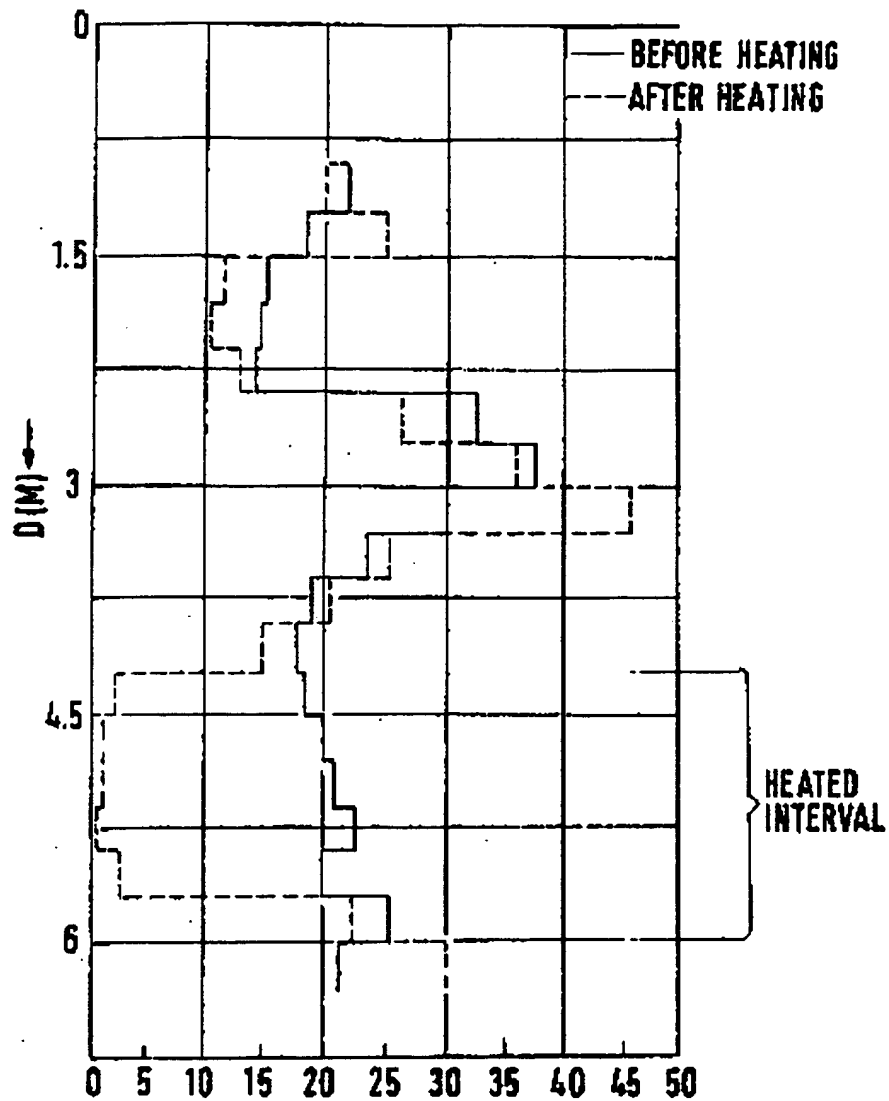 0
BEFORE HEATING
AFTER HEATING
1.5
D(M)
3
4.5
HEATED
INTERVAL
6
0 5 10 15 20 25 30 35 40 45 50